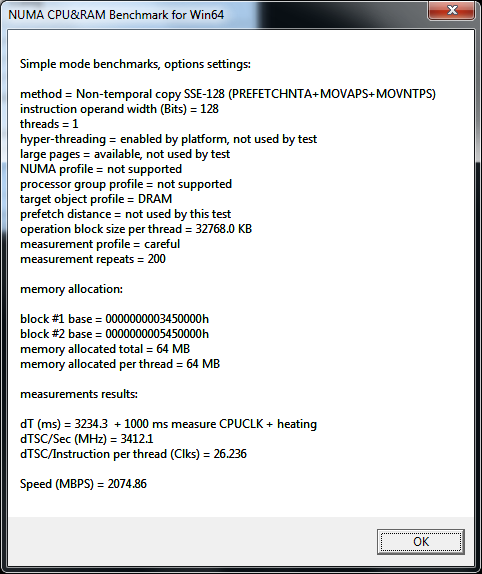 NUMA CPU&RAM Benchmark for Win64
Simple mode benchmarks, options settings:
method = Non-temporal copy SSE-128 (PREFETCHNTA+MOVAPS+MOVNTPS)
instruction operand width (Bits) = 128
threads = 1
hyper-threading = enabled by platform, not used by test
large pages = available, not used by test
NUMA profile = not supported
processor group profile = not supported
target object profile = DRAM
prefetch distance = not used by this test
operation block size per thread = 32768.0 KB
measurement profile = careful
measurement repeats = 200
memory allocation:
block #1 base = 0000000003450000h
block #2 base = 0000000005450000h
memory allocated total = 64 MB
memory allocated per thread = 64 MB
measurements results:
dT (ms) = 3234.3  + 1000 ms measure CPUCLK + heating
dTSC/Sec (MHz) = 3412.1
dTSC/Instruction per thread (Clks) = 26.236
Speed (MBPS) = 2074.86
OK